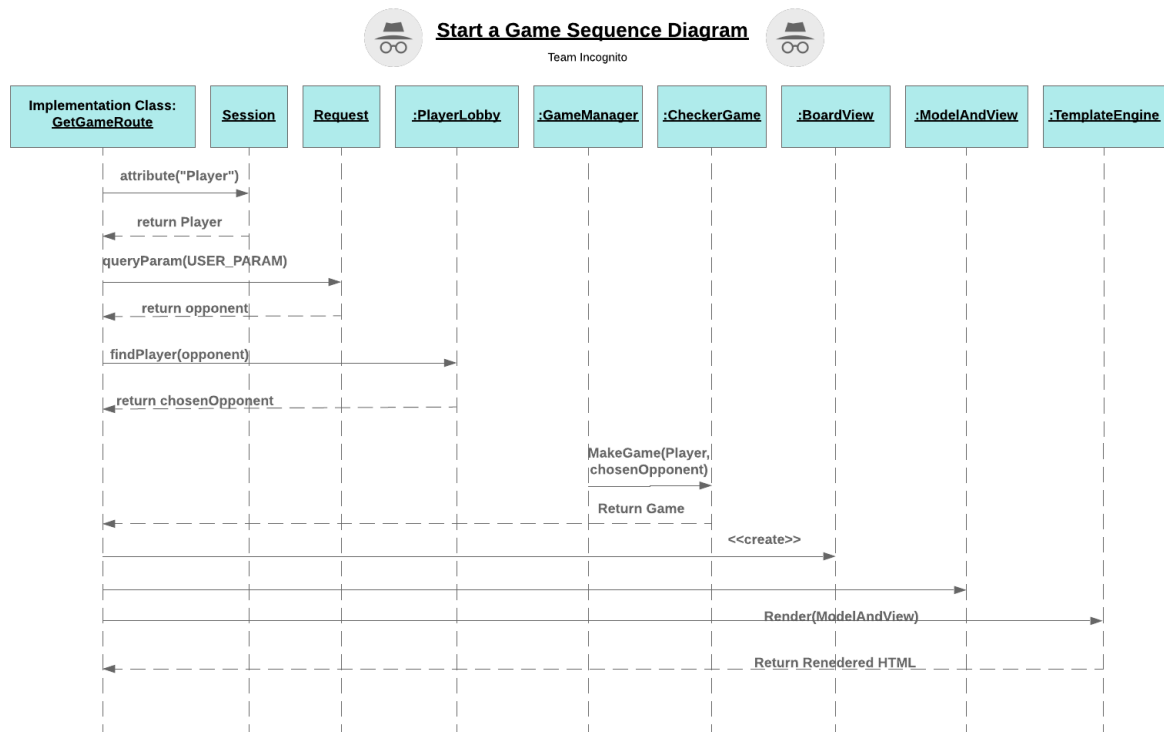 Start a Game Sequence Diagram
Team Incognito
Implementation Class:
GetGameRoute
Session
Request
:PlayerLobby
:GameManager
:CheckerGame
:BoardView
:ModelAndView
:TemplateEngine
attribute("Player")
return Player
queryParam(USER_PARAM)
return opponent
findPlayer(opponent)
return chosenOpponent
MakeGame(Player,
chosenOpponent)
Return Game
<<create>>
Render(ModelAndView)
Return Renedered HTML